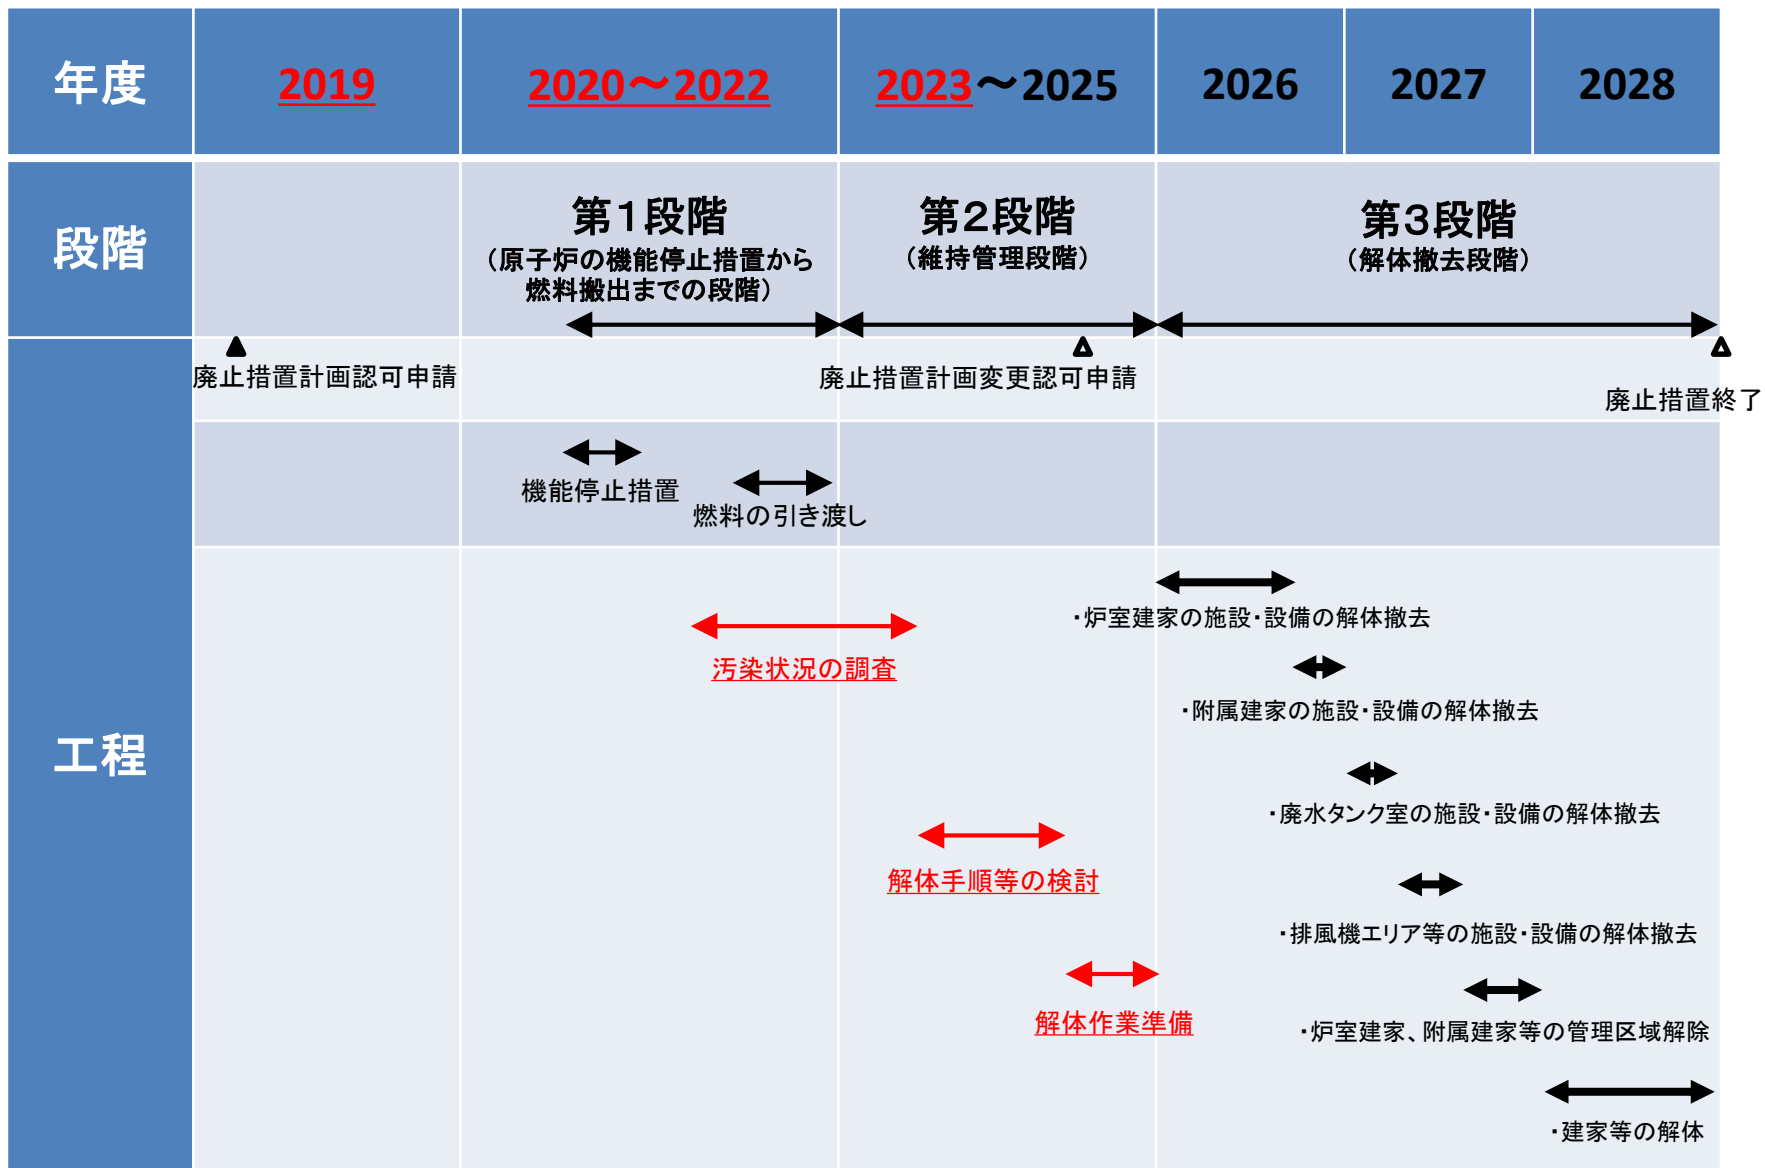 年度
2019
2020～2022
2023～2025
2026
2027
2028
段階
第１段階
（原子炉の機能停止措置から
燃料搬出までの段階）
第２段階
（維持管理段階）
第３段階
（解体撤去段階）
工程
廃止措置計画認可申請
廃止措置計画変更認可申請
廃止措置終了
機能停止措置
燃料の引き渡し
・炉室建家の施設・設備の解体撤去
汚染状況の調査
・附属建家の施設・設備の解体撤去
・廃水タンク室の施設・設備の解体撤去
解体手順等の検討
・排風機エリア等の施設・設備の解体撤去
解体作業準備
・炉室建家、附属建家等の管理区域解除
・建家等の解体